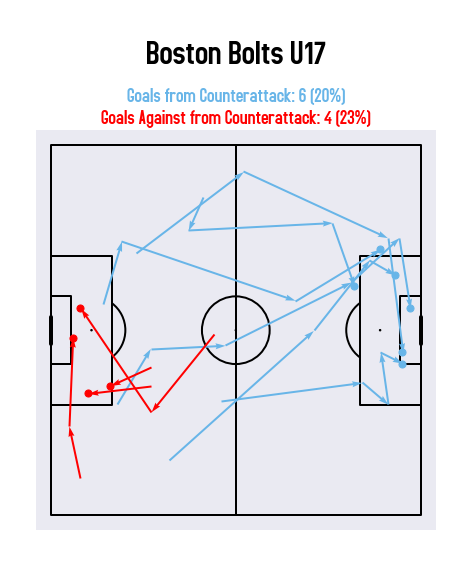 Boston Bolts U17
Goals from Counterattack: 6 (20%)
Goals Against from Counterattack: 4 (23%)